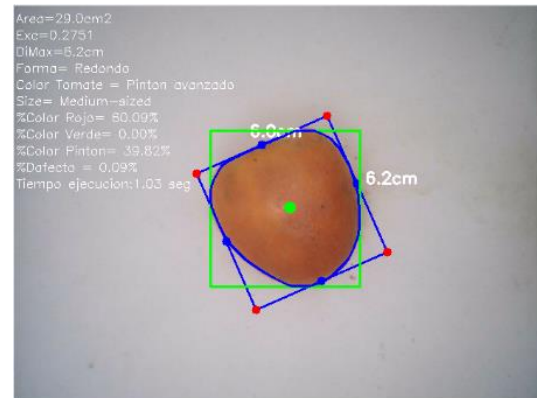 Area=29.0cm2
Exc=0.2751
DiMax=6.2cm
Forma= Redondo
Color Tomate = Pinton avanzado
Size= Medium-sized
%Color Rojo= 60.09%
%Color Verde= 0.00%
%Color Pinton= 39.82%
%Defecto = 0.09%
Tiempo ejecucion:1.03 seg
6.0cm
6.2cm